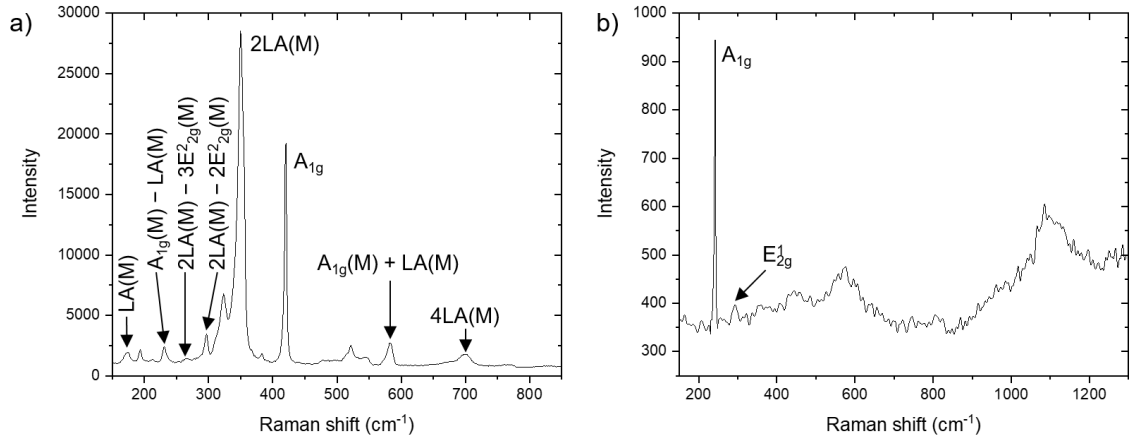 a)
30000
25000
20000
15000
10000
5000
0
Intensity
LA(M)
A₁g(M) − LA(M)
2LA(M) − 3E²₂g(M)
2LA(M) − 2E²₂g(M)
2LA(M)
A₁g
A₁g(M) + LA(M)
4LA(M)
200 300 400 500 600 700 800
Raman shift (cm⁻¹)
b)
1000
900
800
700
600
500
400
300
Intensity
A₁g
E¹₂g
200 400 600 800 1000 1200
Raman shift (cm⁻¹)